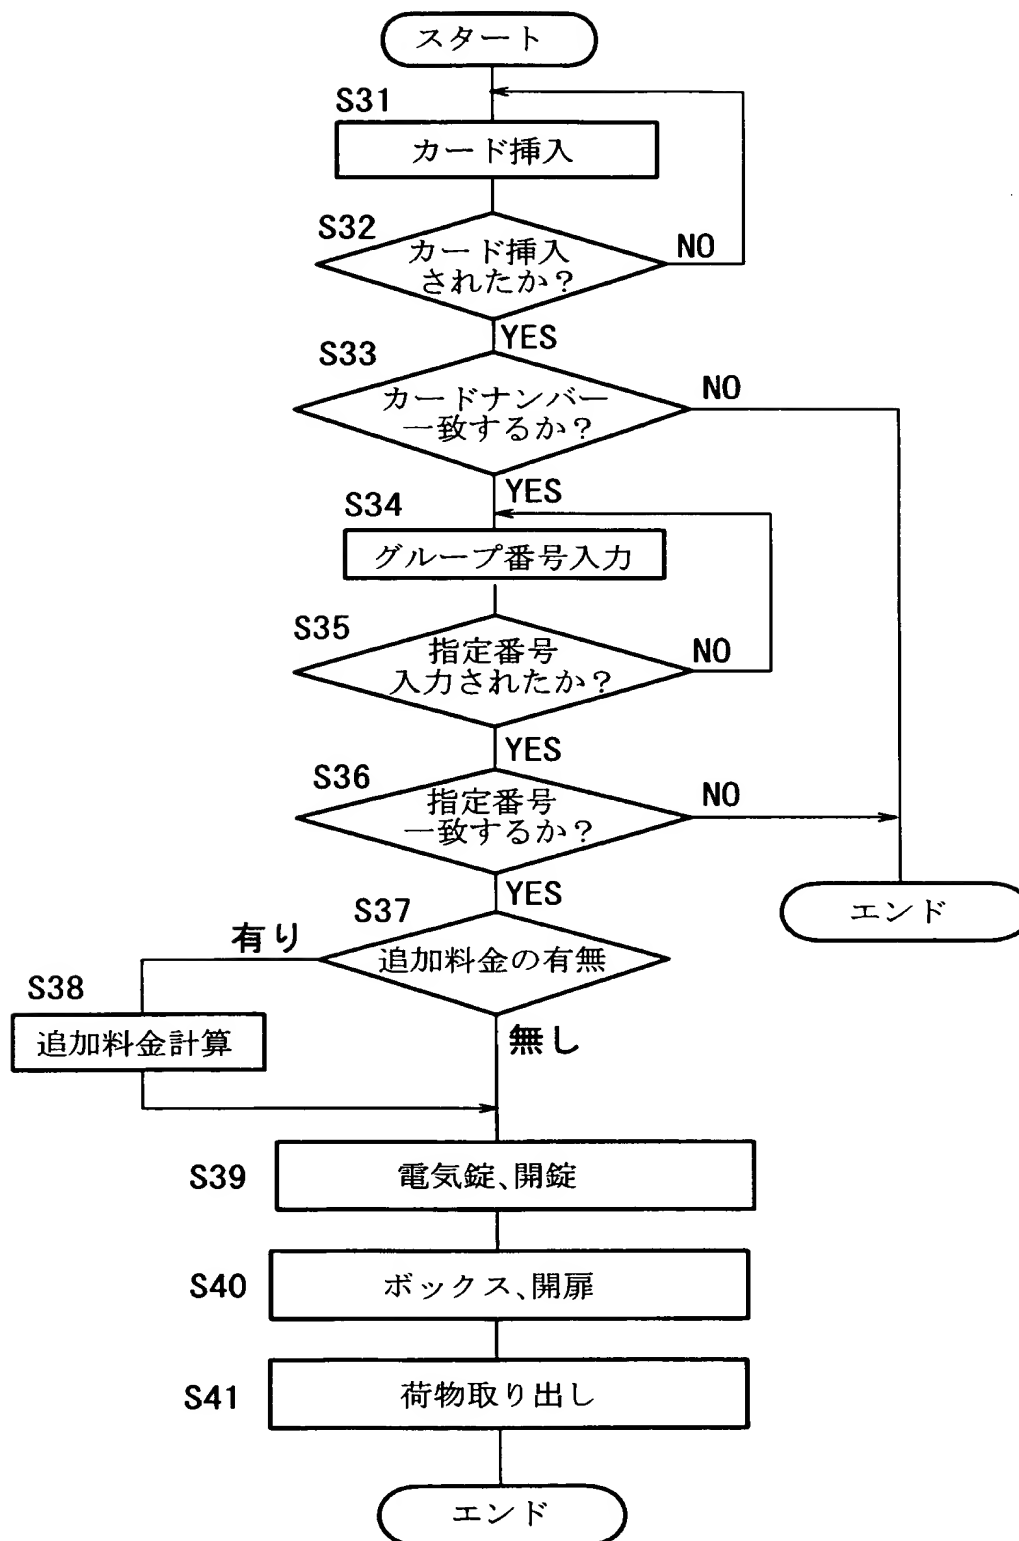 スタート
S31
カード挿入
S32
カード挿入
されたか?
NO
YES
S33
カードナンバー
一致するか?
NO
YES
S34
グループ番号入力
S35
指定番号
入力されたか?
NO
YES
S36
指定番号
一致するか?
NO
YES
エンド
S37
有り
追加料金の有無
S38
追加料金計算
無し
S39
電気錠、開錠
S40
ボックス、開扉
S41
荷物取り出し
エンド